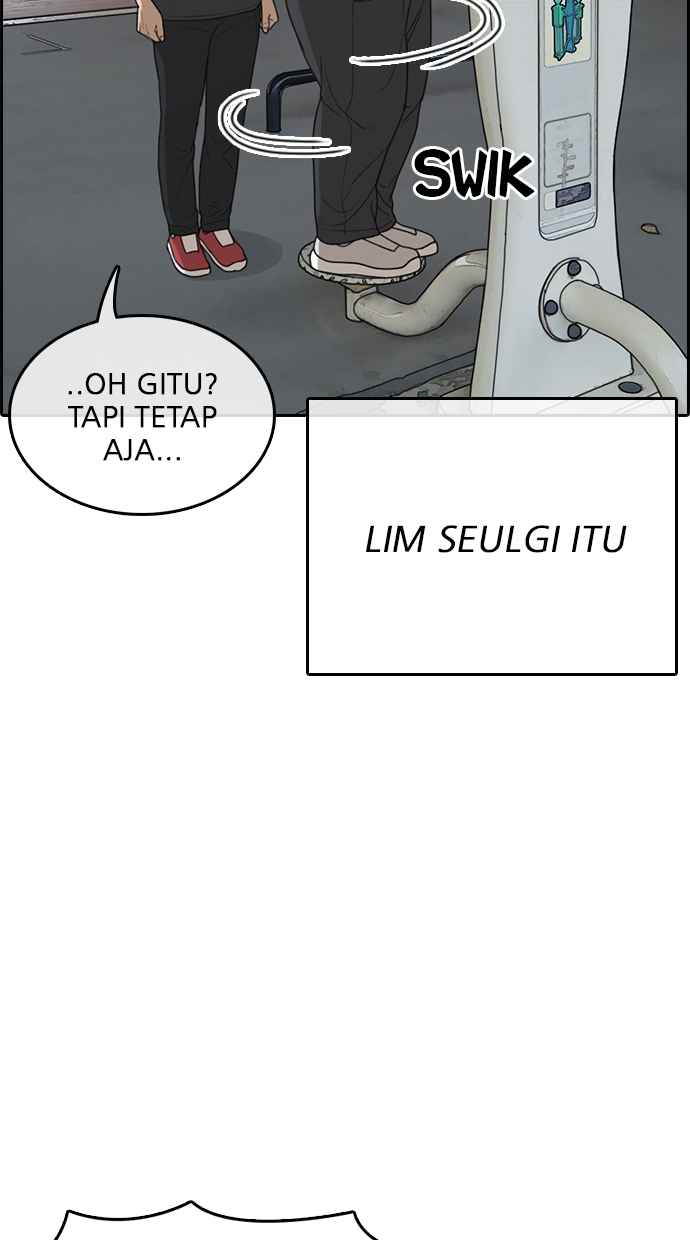 SWIK
..OH GITU?
TAPI TETAP
AJA...
LIM SEULGI ITU